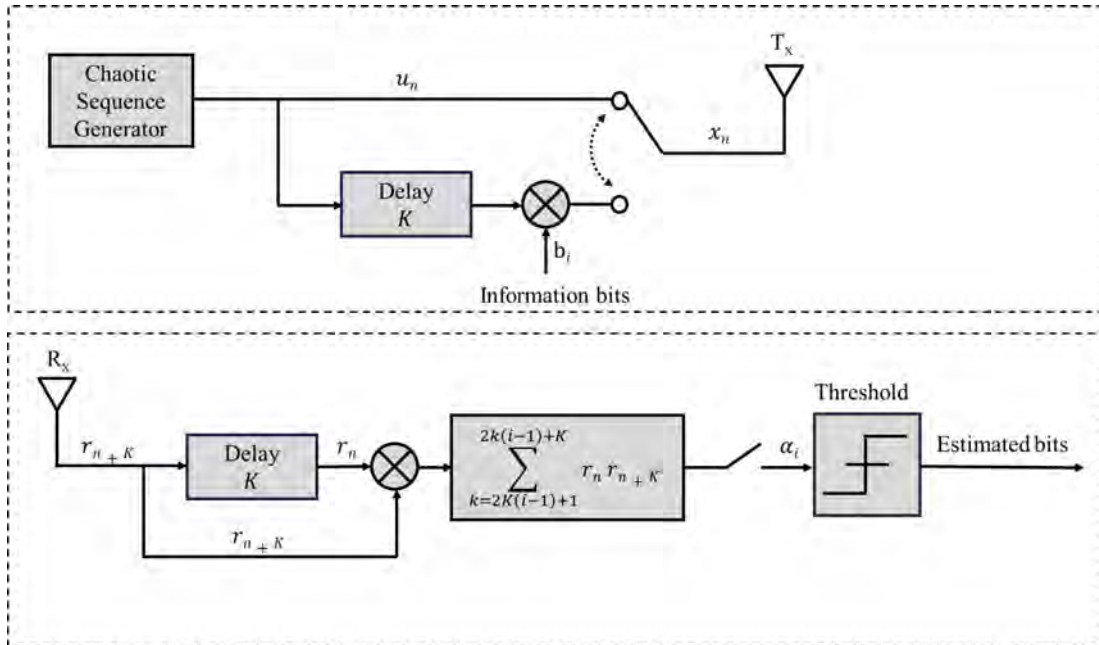 Chaotic
Sequence
Generator
u_n
T_x
x_n
Delay
K
b_i
Information bits
R_x
r_{n + K}
Delay
K
r_n
r_{n + K}
2k(i−1)+K
∑ r_n r_{n + K}
k=2K(i−1)+1
α_i
Threshold
Estimated bits